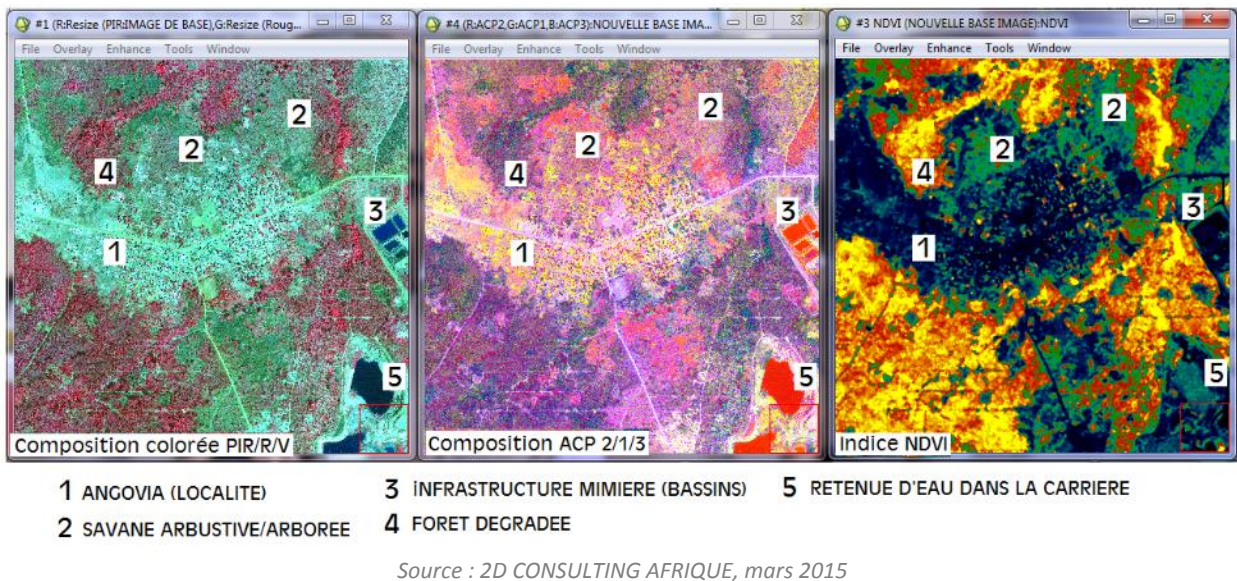 #1 (R:Resize (PIR:IMAGE DE BASE),G:Resize (Roug...
File Overlay Enhance Tools Window
2
2
4
3
1
5
Composition colorée PIR/R/V
#4 (R:ACP2,G:ACP1,B:ACP3):NOUVELLE BASE IMA...
File Overlay Enhance Tools Window
2
2
4
3
1
5
Composition ACP 2/1/3
#3 NDVI (NOUVELLE BASE IMAGE):NDVI
File Overlay Enhance Tools Window
2
2
4
3
1
5
Indice NDVI
1 ANGOVIA (LOCALITE)
2 SAVANE ARBUSTIVE/ARBOREE
3 iNFRASTRUCTURE MIMIERE (BASSINS)
4 FORET DEGRADEE
5 RETENUE D'EAU DANS LA CARRIERE
Source : 2D CONSULTING AFRIQUE, mars 2015